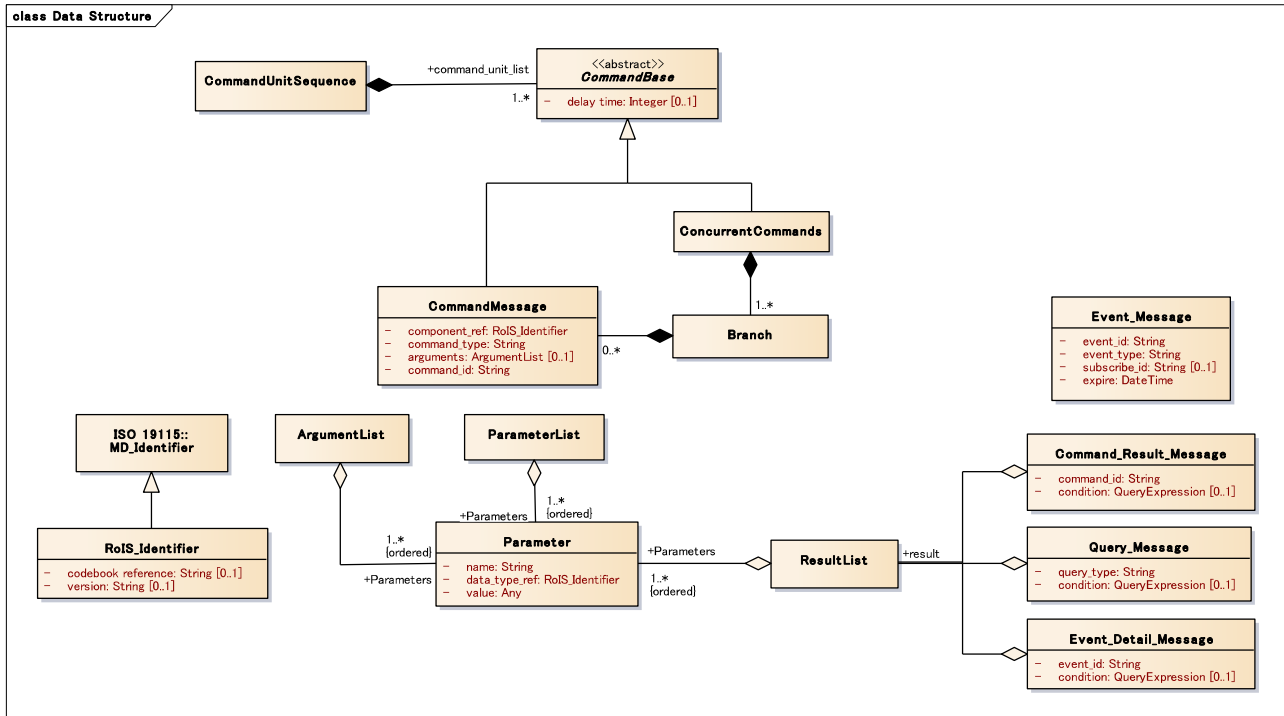 class Data Structure
CommandUnitSequence
+command_unit_list
1..*
<<abstract>>
CommandBase
- delay time: Integer [0..1]
ConcurrentCommands
1..*
CommandMessage
- component_ref: RoIS_Identifier
- command_type: String
- arguments: ArgumentList [0..1]
- command_id: String
0..*
Branch
Event_Message
- event_id: String
- event_type: String
- subscribe_id: String [0..1]
- expire: DateTime
ISO 19115::
MD_Identifier
ArgumentList
ParameterList
RoIS_Identifier
- codebook reference: String [0..1]
- version: String [0..1]
1..*
{ordered}
+Parameters
1..*
{ordered}
+Parameters
Parameter
- name: String
- data_type_ref: RoIS_Identifier
- value: Any
+Parameters
1..*
{ordered}
ResultList
+result
Command_Result_Message
- command_id: String
- condition: QueryExpression [0..1]
Query_Message
- query_type: String
- condition: QueryExpression [0..1]
Event_Detail_Message
- event_id: String
- condition: QueryExpression [0..1]